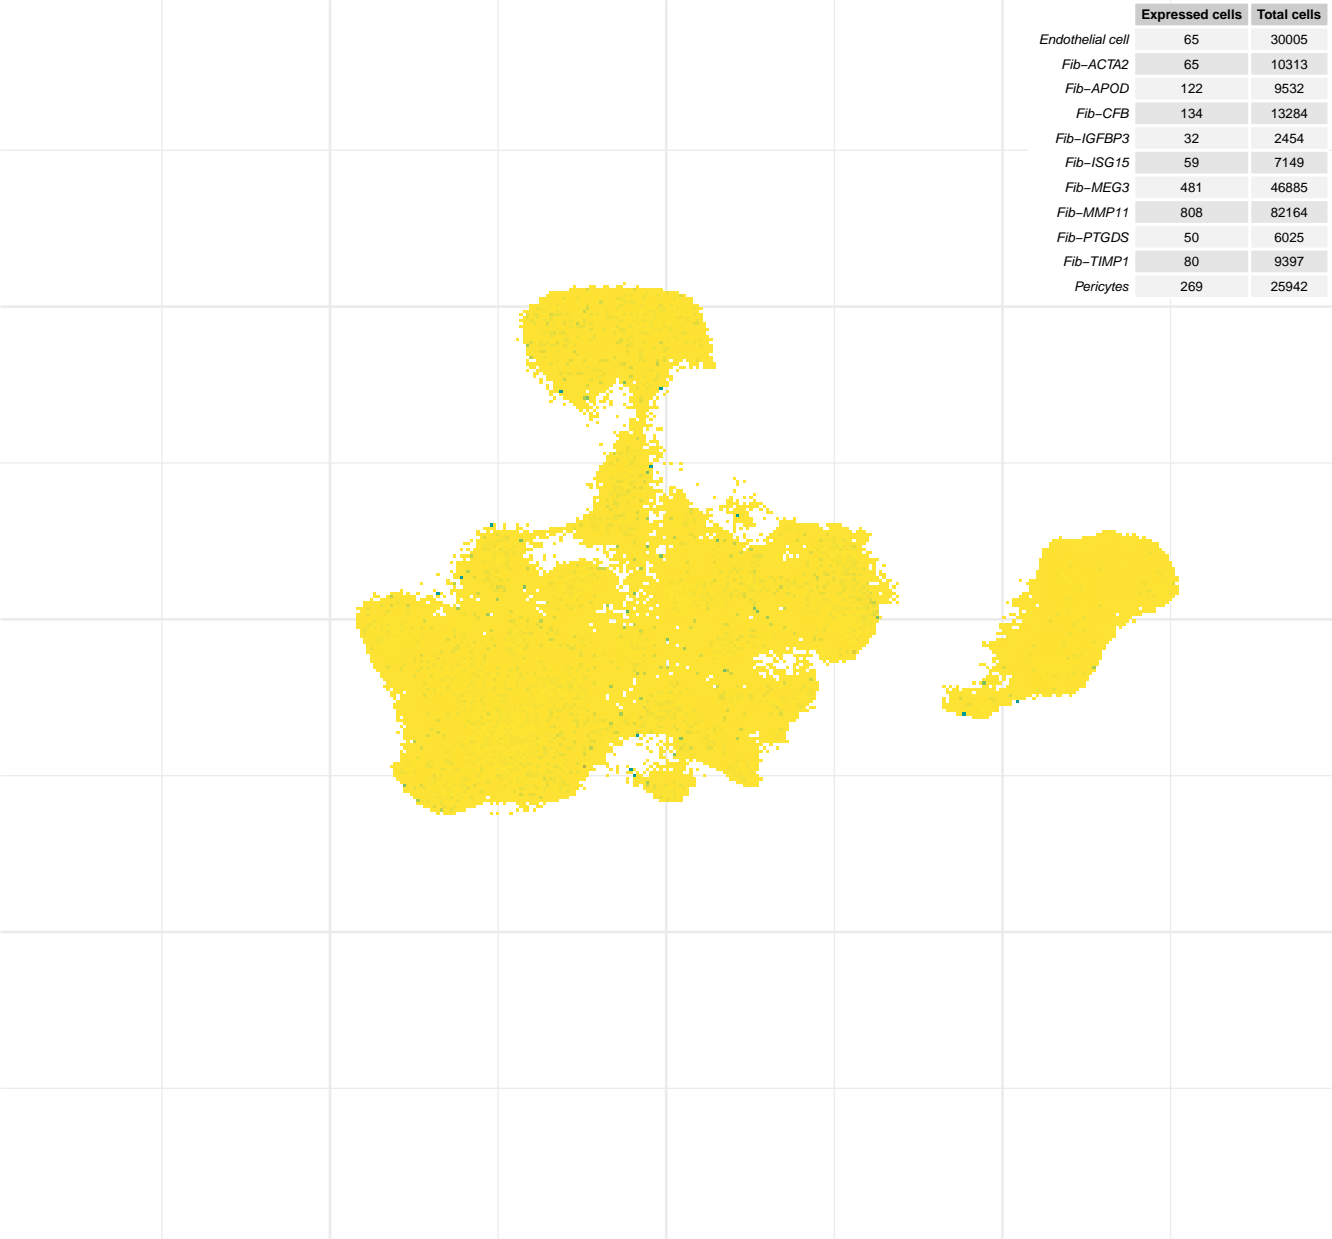 Expressed cells Total cells
Endothelial cell 65 30005
Fib−ACTA2 65 10313
Fib−APOD 122 9532
Fib−CFB 134 13284
Fib−IGFBP3 32 2454
Fib−ISG15 59 7149
Fib−MEG3 481 46885
Fib−MMP11 808 82164
Fib−PTGDS 50 6025
Fib−TIMP1 80 9397
Pericytes 269 25942